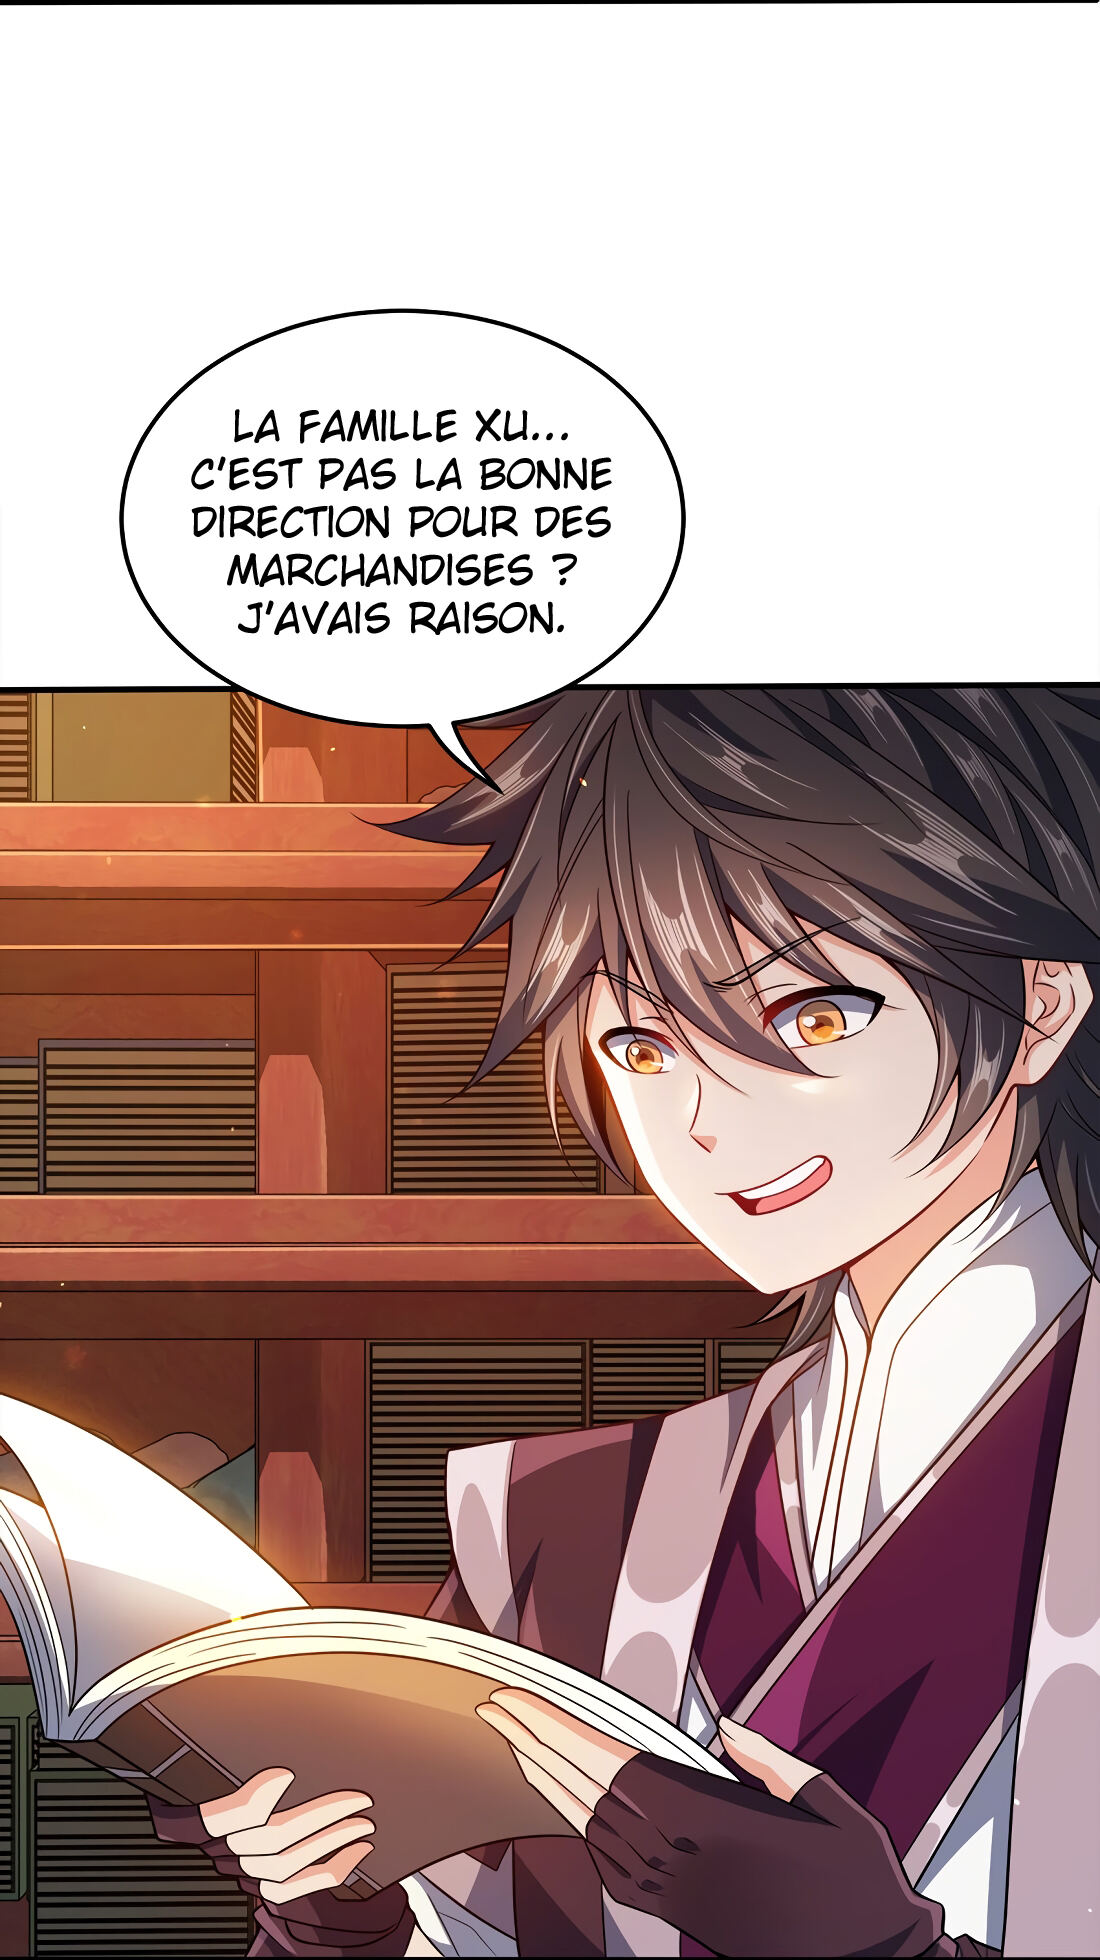 LA FAMILLE XU...
C'EST PAS LA BONNE
DIRECTION POUR DES
MARCHANDISES ?
J'AVAIS RAISON.